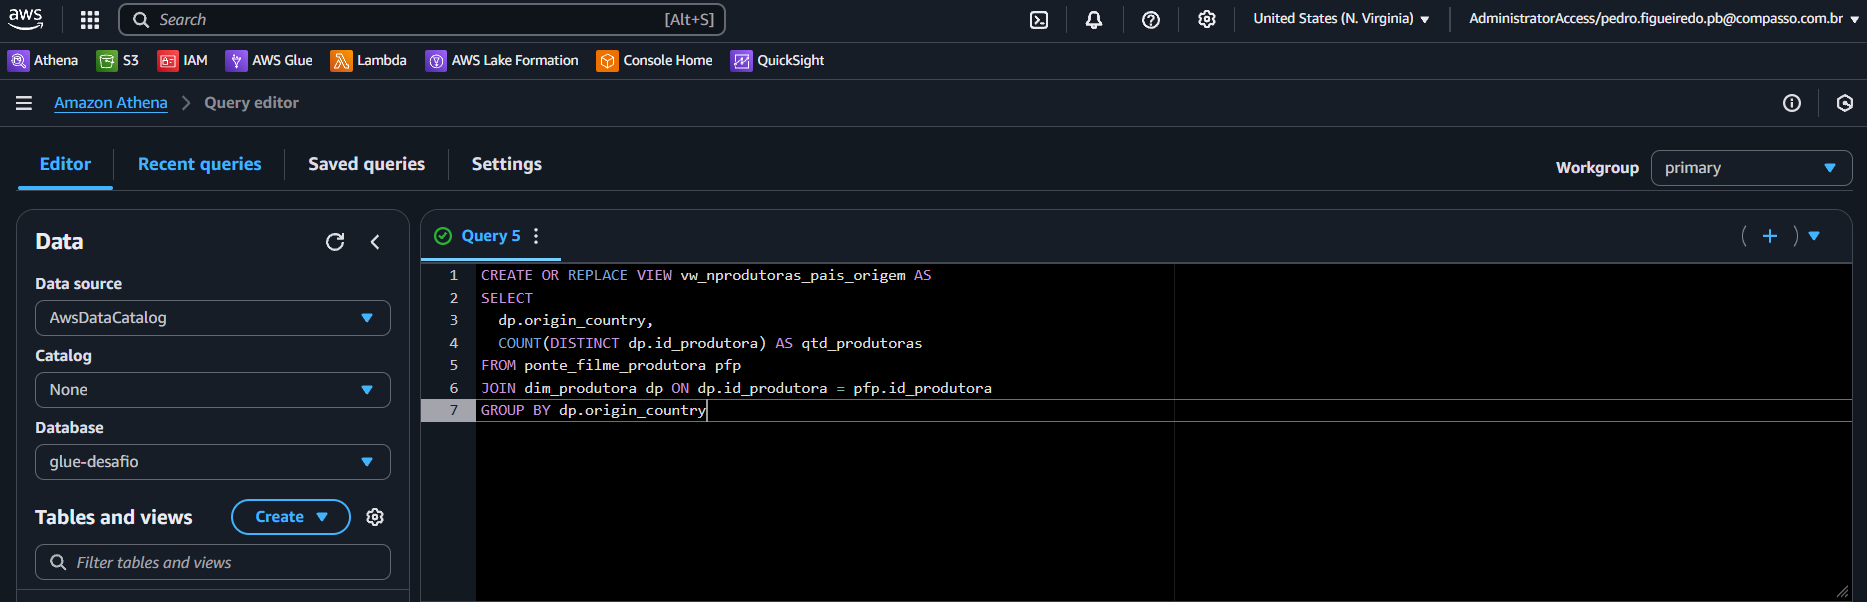 aws
Search
[Alt+S]
United States (N. Virginia)
AdministratorAccess/pedro.figueiredo.pb@compasso.com.br
Athena
S3
IAM
AWS Glue
Lambda
AWS Lake Formation
Console Home
QuickSight
Amazon Athena
Query editor
Editor
Recent queries
Saved queries
Settings
Workgroup
primary
Data
Data source
AwsDataCatalog
Catalog
None
Database
glue-desafio
Tables and views
Create
Filter tables and views
Query 5
1 CREATE OR REPLACE VIEW vw_nprodutoras_pais_origem AS
2 SELECT
3 dp.origin_country,
4 COUNT(DISTINCT dp.id_produtora) AS qtd_produtoras
5 FROM ponte_filme_produtora pfp
6 JOIN dim_produtora dp ON dp.id_produtora = pfp.id_produtora
7 GROUP BY dp.origin_country